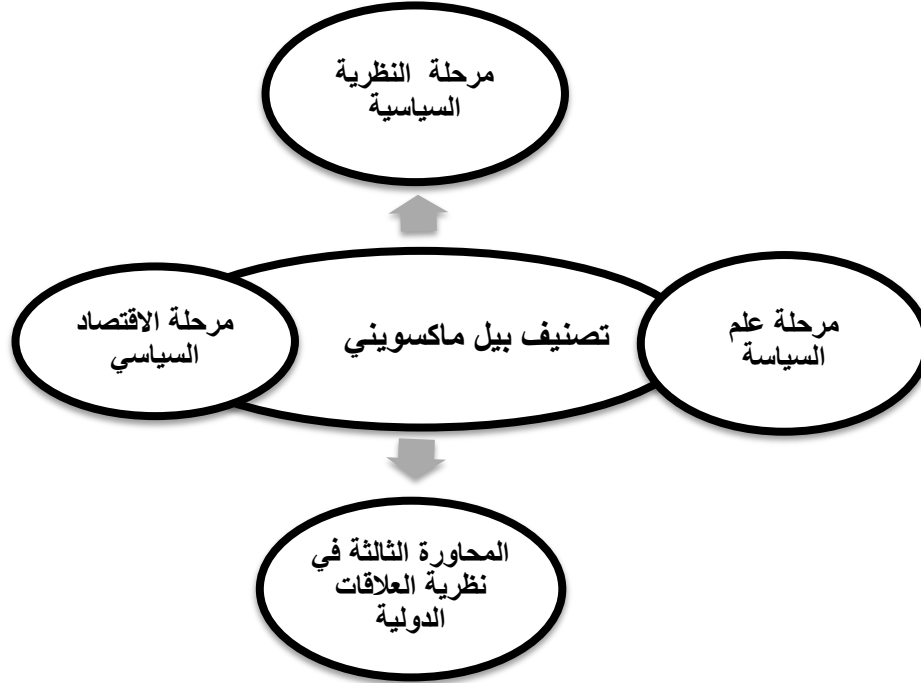 مرحلة النظرية
السياسية
مرحلة علم
السياسة
تصنيف بيل ماكسويني
مرحلة الاقتصاد
السياسي
المحاورة الثالثة في
نظرية العلاقات
الدولية